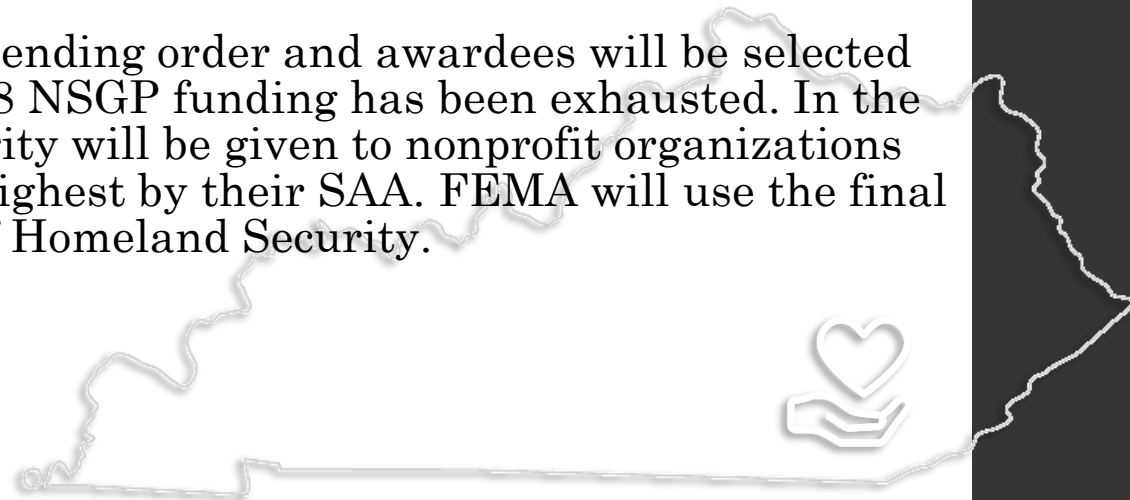 ending order and awardees will be selected
8 NSGP funding has been exhausted. In the
ity will be given to nonprofit organizations
ighest by their SAA. FEMA will use the final
Homeland Security.